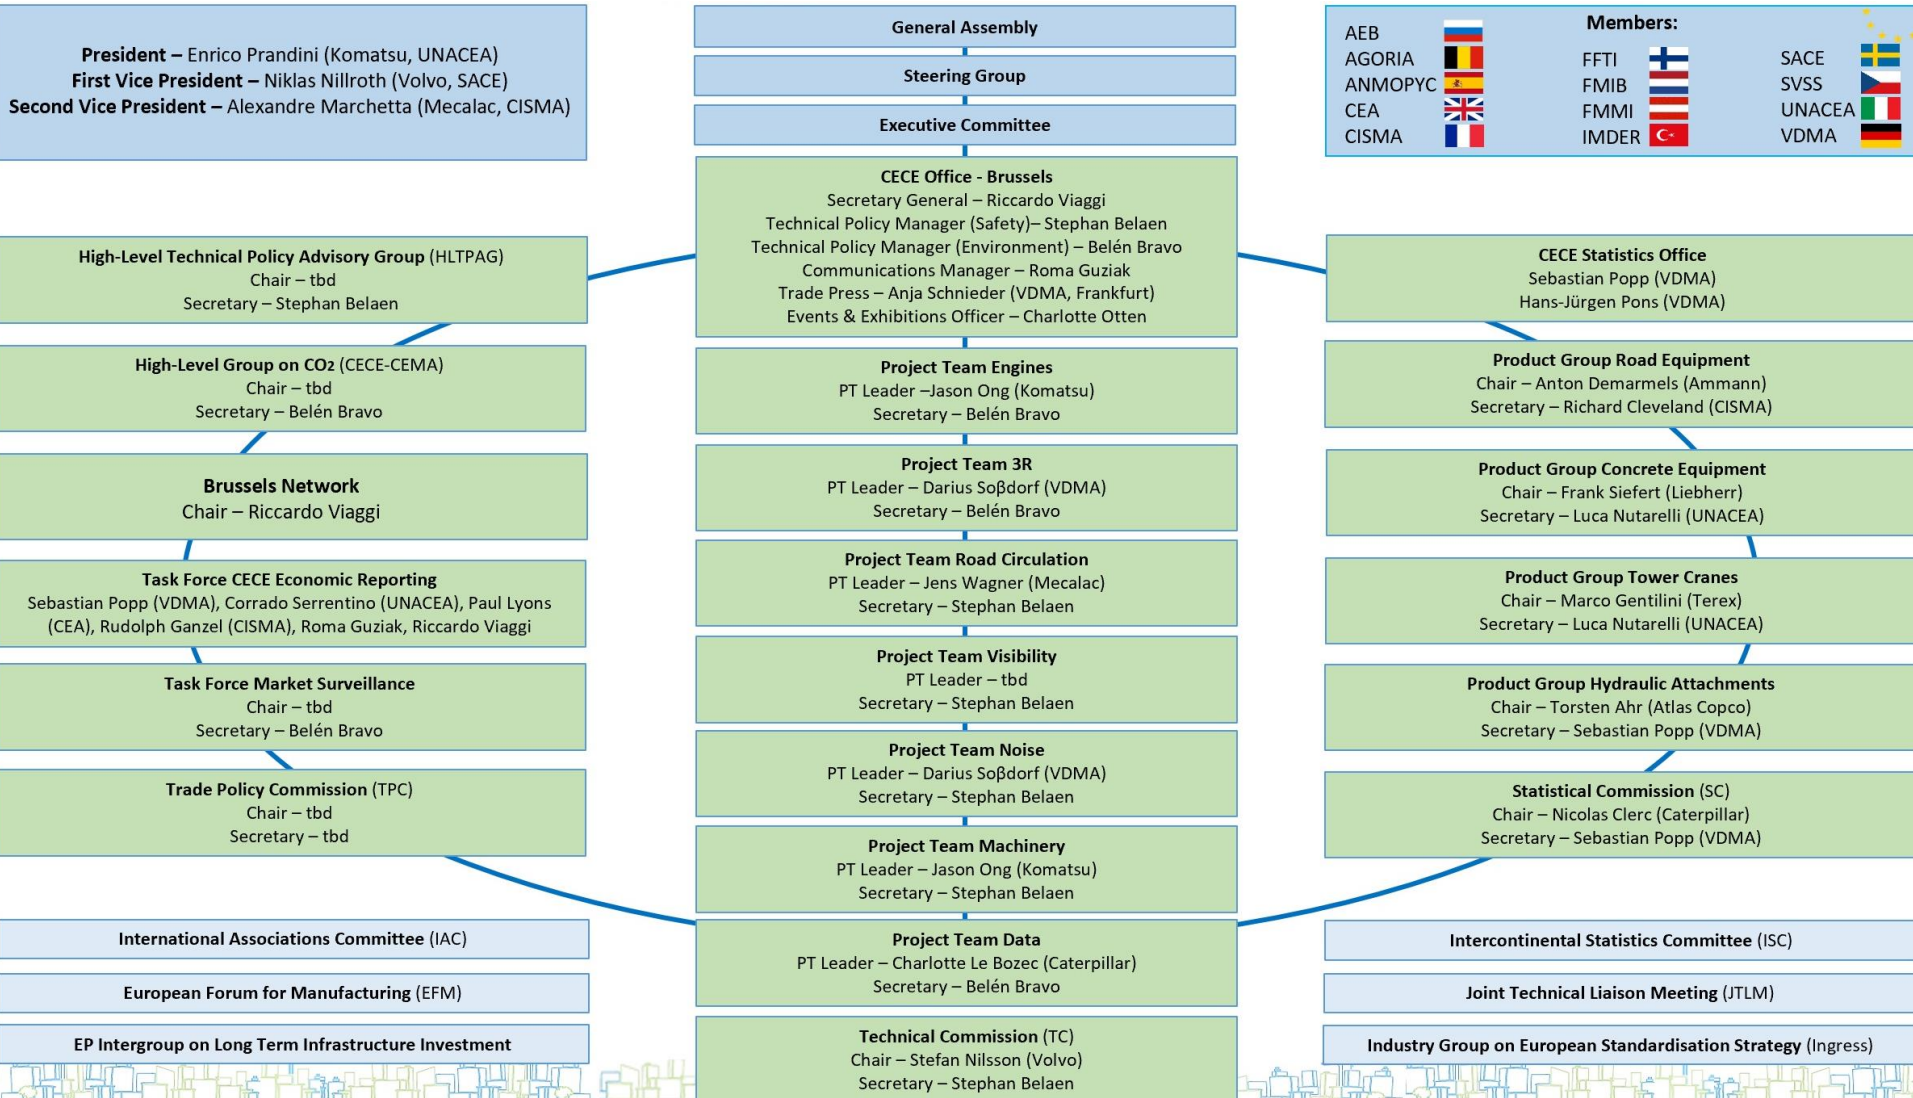 President – Enrico Prandini (Komatsu, UNACEA)
First Vice President – Niklas Nillroth (Volvo, SACE)
Second Vice President – Alexandre Marchetta (Mecalac, CISMA)
General Assembly
Steering Group
Executive Committee
Members:
AEB
AGORIA
ANMOPYC
CEA
CISMA
FFTI
FMIB
FMMI
IMDER
SACE
SVSS
UNACEA
VDMA
CECE Office - Brussels
Secretary General – Riccardo Viaggi
Technical Policy Manager (Safety)– Stephan Belaen
Technical Policy Manager (Environment) – Belén Bravo
Communications Manager – Roma Guziak
Trade Press – Anja Schnieder (VDMA, Frankfurt)
Events & Exhibitions Officer – Charlotte Otten
High-Level Technical Policy Advisory Group (HLTPAG)
Chair – tbd
Secretary – Stephan Belaen
High-Level Group on CO2 (CECE-CEMA)
Chair – tbd
Secretary – Belén Bravo
Brussels Network
Chair – Riccardo Viaggi
Task Force CECE Economic Reporting
Sebastian Popp (VDMA), Corrado Serrentino (UNACEA), Paul Lyons
(CEA), Rudolph Ganzel (CISMA), Roma Guziak, Riccardo Viaggi
Task Force Market Surveillance
Chair – tbd
Secretary – Belén Bravo
Trade Policy Commission (TPC)
Chair – tbd
Secretary – tbd
Project Team Engines
PT Leader –Jason Ong (Komatsu)
Secretary – Belén Bravo
Project Team 3R
PT Leader – Darius Soβdorf (VDMA)
Secretary – Belén Bravo
Project Team Road Circulation
PT Leader – Jens Wagner (Mecalac)
Secretary – Stephan Belaen
Project Team Visibility
PT Leader – tbd
Secretary – Stephan Belaen
Project Team Noise
PT Leader – Darius Soβdorf (VDMA)
Secretary – Stephan Belaen
Project Team Machinery
PT Leader – Jason Ong (Komatsu)
Secretary – Stephan Belaen
Project Team Data
PT Leader – Charlotte Le Bozec (Caterpillar)
Secretary – Belén Bravo
Technical Commission (TC)
Chair – Stefan Nilsson (Volvo)
Secretary – Stephan Belaen
CECE Statistics Office
Sebastian Popp (VDMA)
Hans-Jürgen Pons (VDMA)
Product Group Road Equipment
Chair – Anton Demarmels (Ammann)
Secretary – Richard Cleveland (CISMA)
Product Group Concrete Equipment
Chair – Frank Siefert (Liebherr)
Secretary – Luca Nutarelli (UNACEA)
Product Group Tower Cranes
Chair – Marco Gentilini (Terex)
Secretary – Luca Nutarelli (UNACEA)
Product Group Hydraulic Attachments
Chair – Torsten Ahr (Atlas Copco)
Secretary – Sebastian Popp (VDMA)
Statistical Commission (SC)
Chair – Nicolas Clerc (Caterpillar)
Secretary – Sebastian Popp (VDMA)
International Associations Committee (IAC)
European Forum for Manufacturing (EFM)
EP Intergroup on Long Term Infrastructure Investment
Intercontinental Statistics Committee (ISC)
Joint Technical Liaison Meeting (JTLM)
Industry Group on European Standardisation Strategy (Ingress)